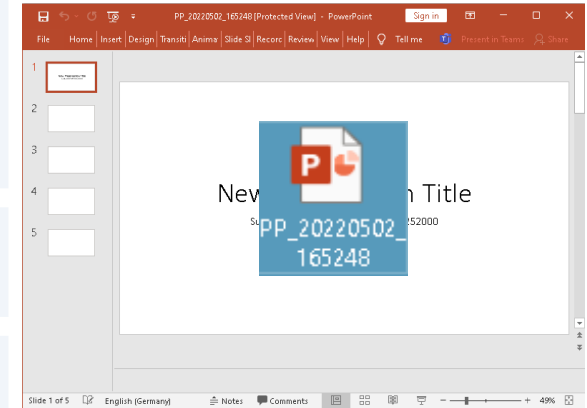 PP_20220502_165248 [Protected View] - PowerPoint
Sign in
File Home Insert Design Transiti Anima Slide Sl Recorc Review View Help Tell me Present in Teams Share
1
2
3
4
5
New
n Title
Su
252000
P
PP_20220502_
165248
Slide 1 of 5 English (Germany) Notes Comments 49%